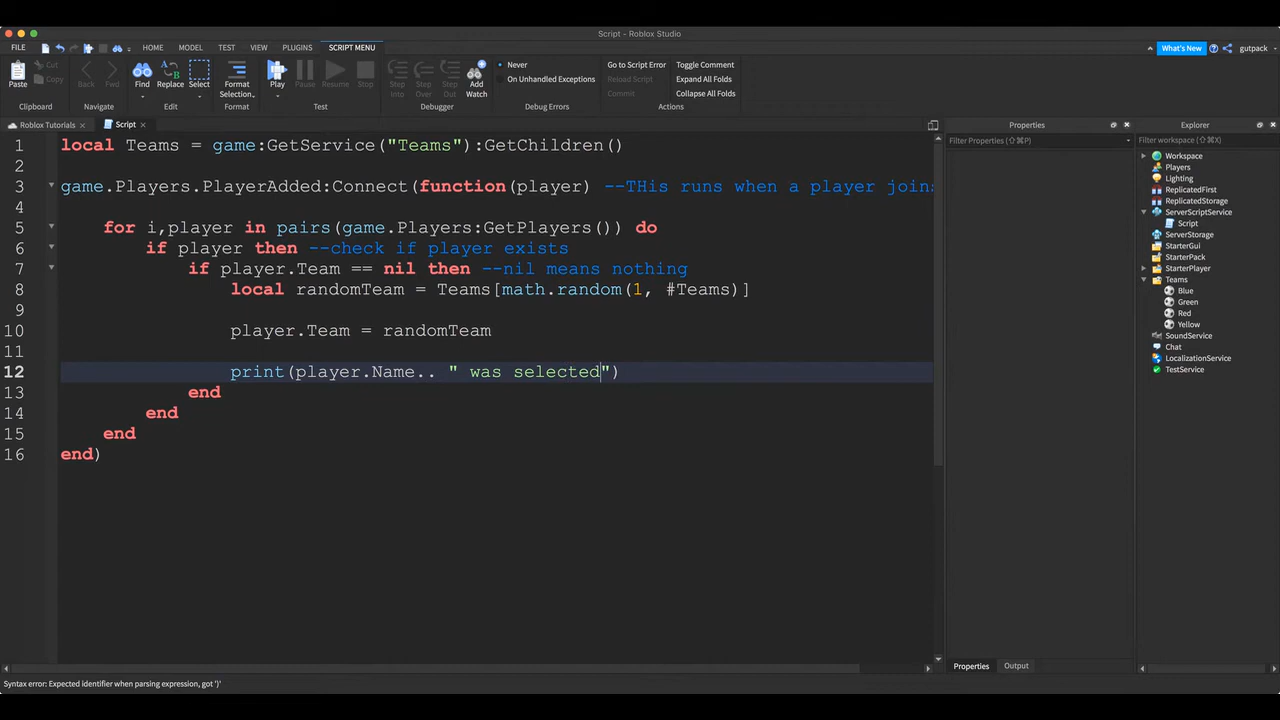 Script - Roblox Studio
FILE HOME MODEL TEST VIEW PLUGINS SCRIPT MENU What's New gutpack
Paste Cut Copy Back Fwd Find Replace Select Format Selection Play Pause Resume Stop Step Into Step Over Step Out Add Watch Never On Unhandled Exceptions Go to Script Error Reload Script Commit Toggle Comment Expand All Folds Collapse All Folds
Clipboard Navigate Edit Format Test Debugger Debug Errors Actions
Roblox Tutorials Script
1 local Teams = game:GetService("Teams"):GetChildren()
2
3 game.Players.PlayerAdded:Connect(function(player) --THis runs when a player joins
4
5 for i,player in pairs(game.Players:GetPlayers()) do
6 if player then --check if player exists
7 if player.Team == nil then --nil means nothing
8 local randomTeam = Teams[math.random(1, #Teams)]
9
10 player.Team = randomTeam
11
12 print(player.Name.. " was selected")
13 end
14 end
15 end
16 end)
Properties
Filter Properties (⇧⌘P)
Properties Output
Explorer
Filter workspace (⇧⌘X)
Workspace
Players
Lighting
ReplicatedFirst
ReplicatedStorage
ServerScriptService
Script
ServerStorage
StarterGui
StarterPack
StarterPlayer
Teams
Blue
Green
Red
Yellow
SoundService
Chat
LocalizationService
TestService
Syntax error: Expected identifier when parsing expression, got ')'